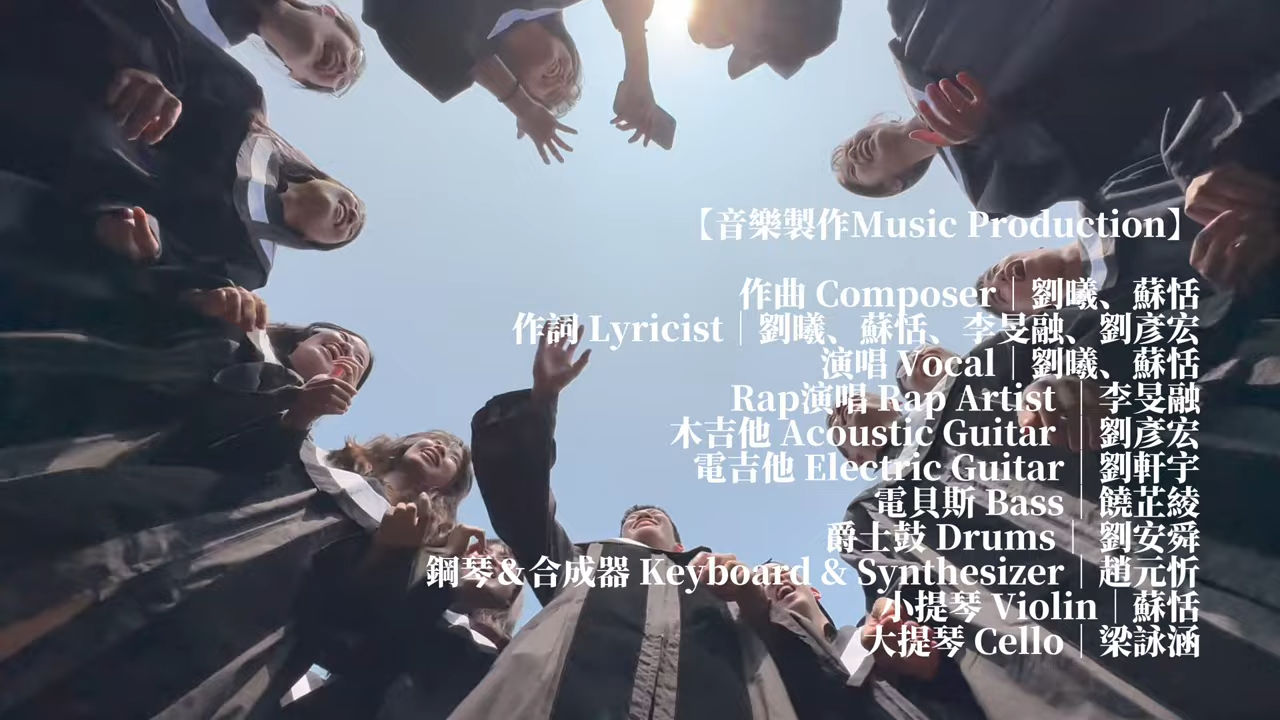 【音樂製作Music Production】
作曲 Composer｜劉曦、蘇恬
作詞 Lyricist｜劉曦、蘇恬、李旻融、劉彥宏
演唱 Vocal｜劉曦、蘇恬
Rap演唱 Rap Artist ｜李旻融
木吉他 Acoustic Guitar ｜劉彥宏
電吉他 Electric Guitar｜劉軒宇
電貝斯 Bass｜饒芷綾
爵士鼓 Drums｜ 劉安舜
鋼琴＆合成器 Keyboard & Synthesizer｜趙元忻
小提琴 Violin｜蘇恬
大提琴 Cello｜梁詠涵